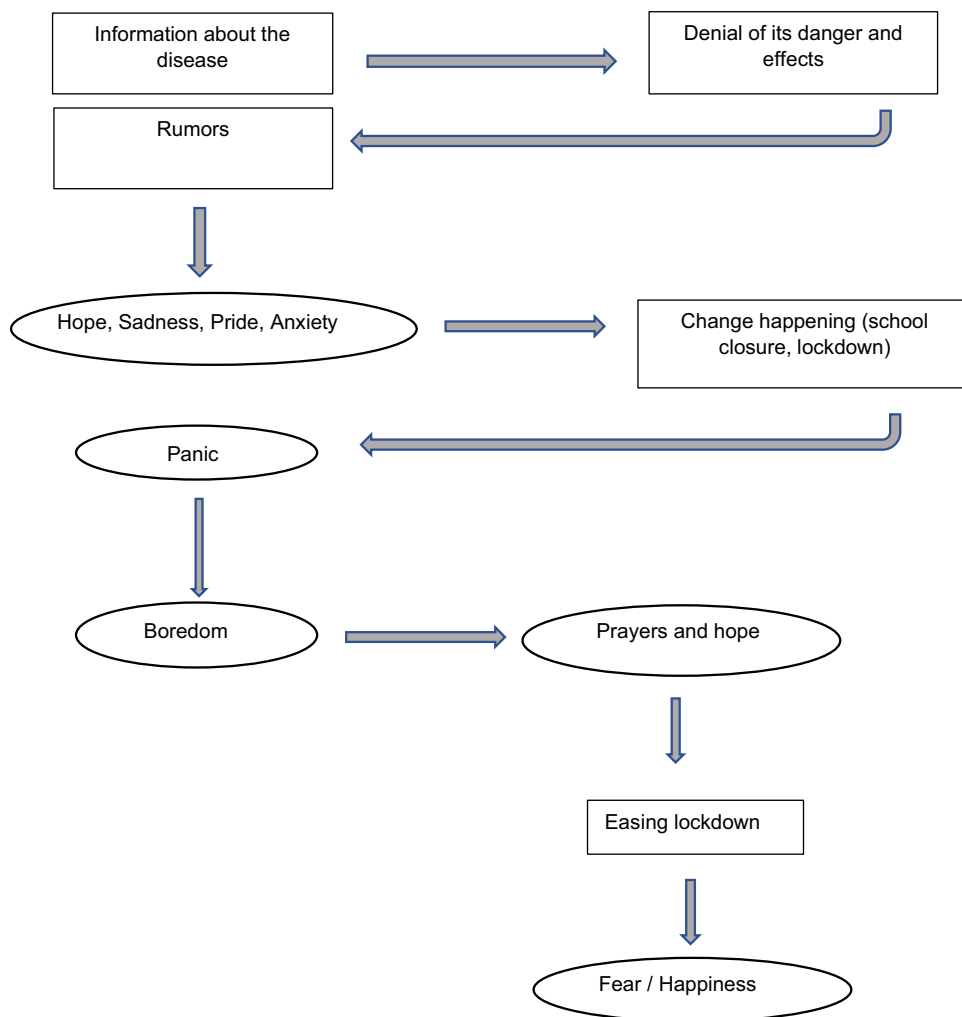 Information about the
disease
Denial of its danger and
effects
Rumors
Hope, Sadness, Pride, Anxiety
Change happening (school
closure, lockdown)
Panic
Boredom
Prayers and hope
Easing lockdown
Fear / Happiness